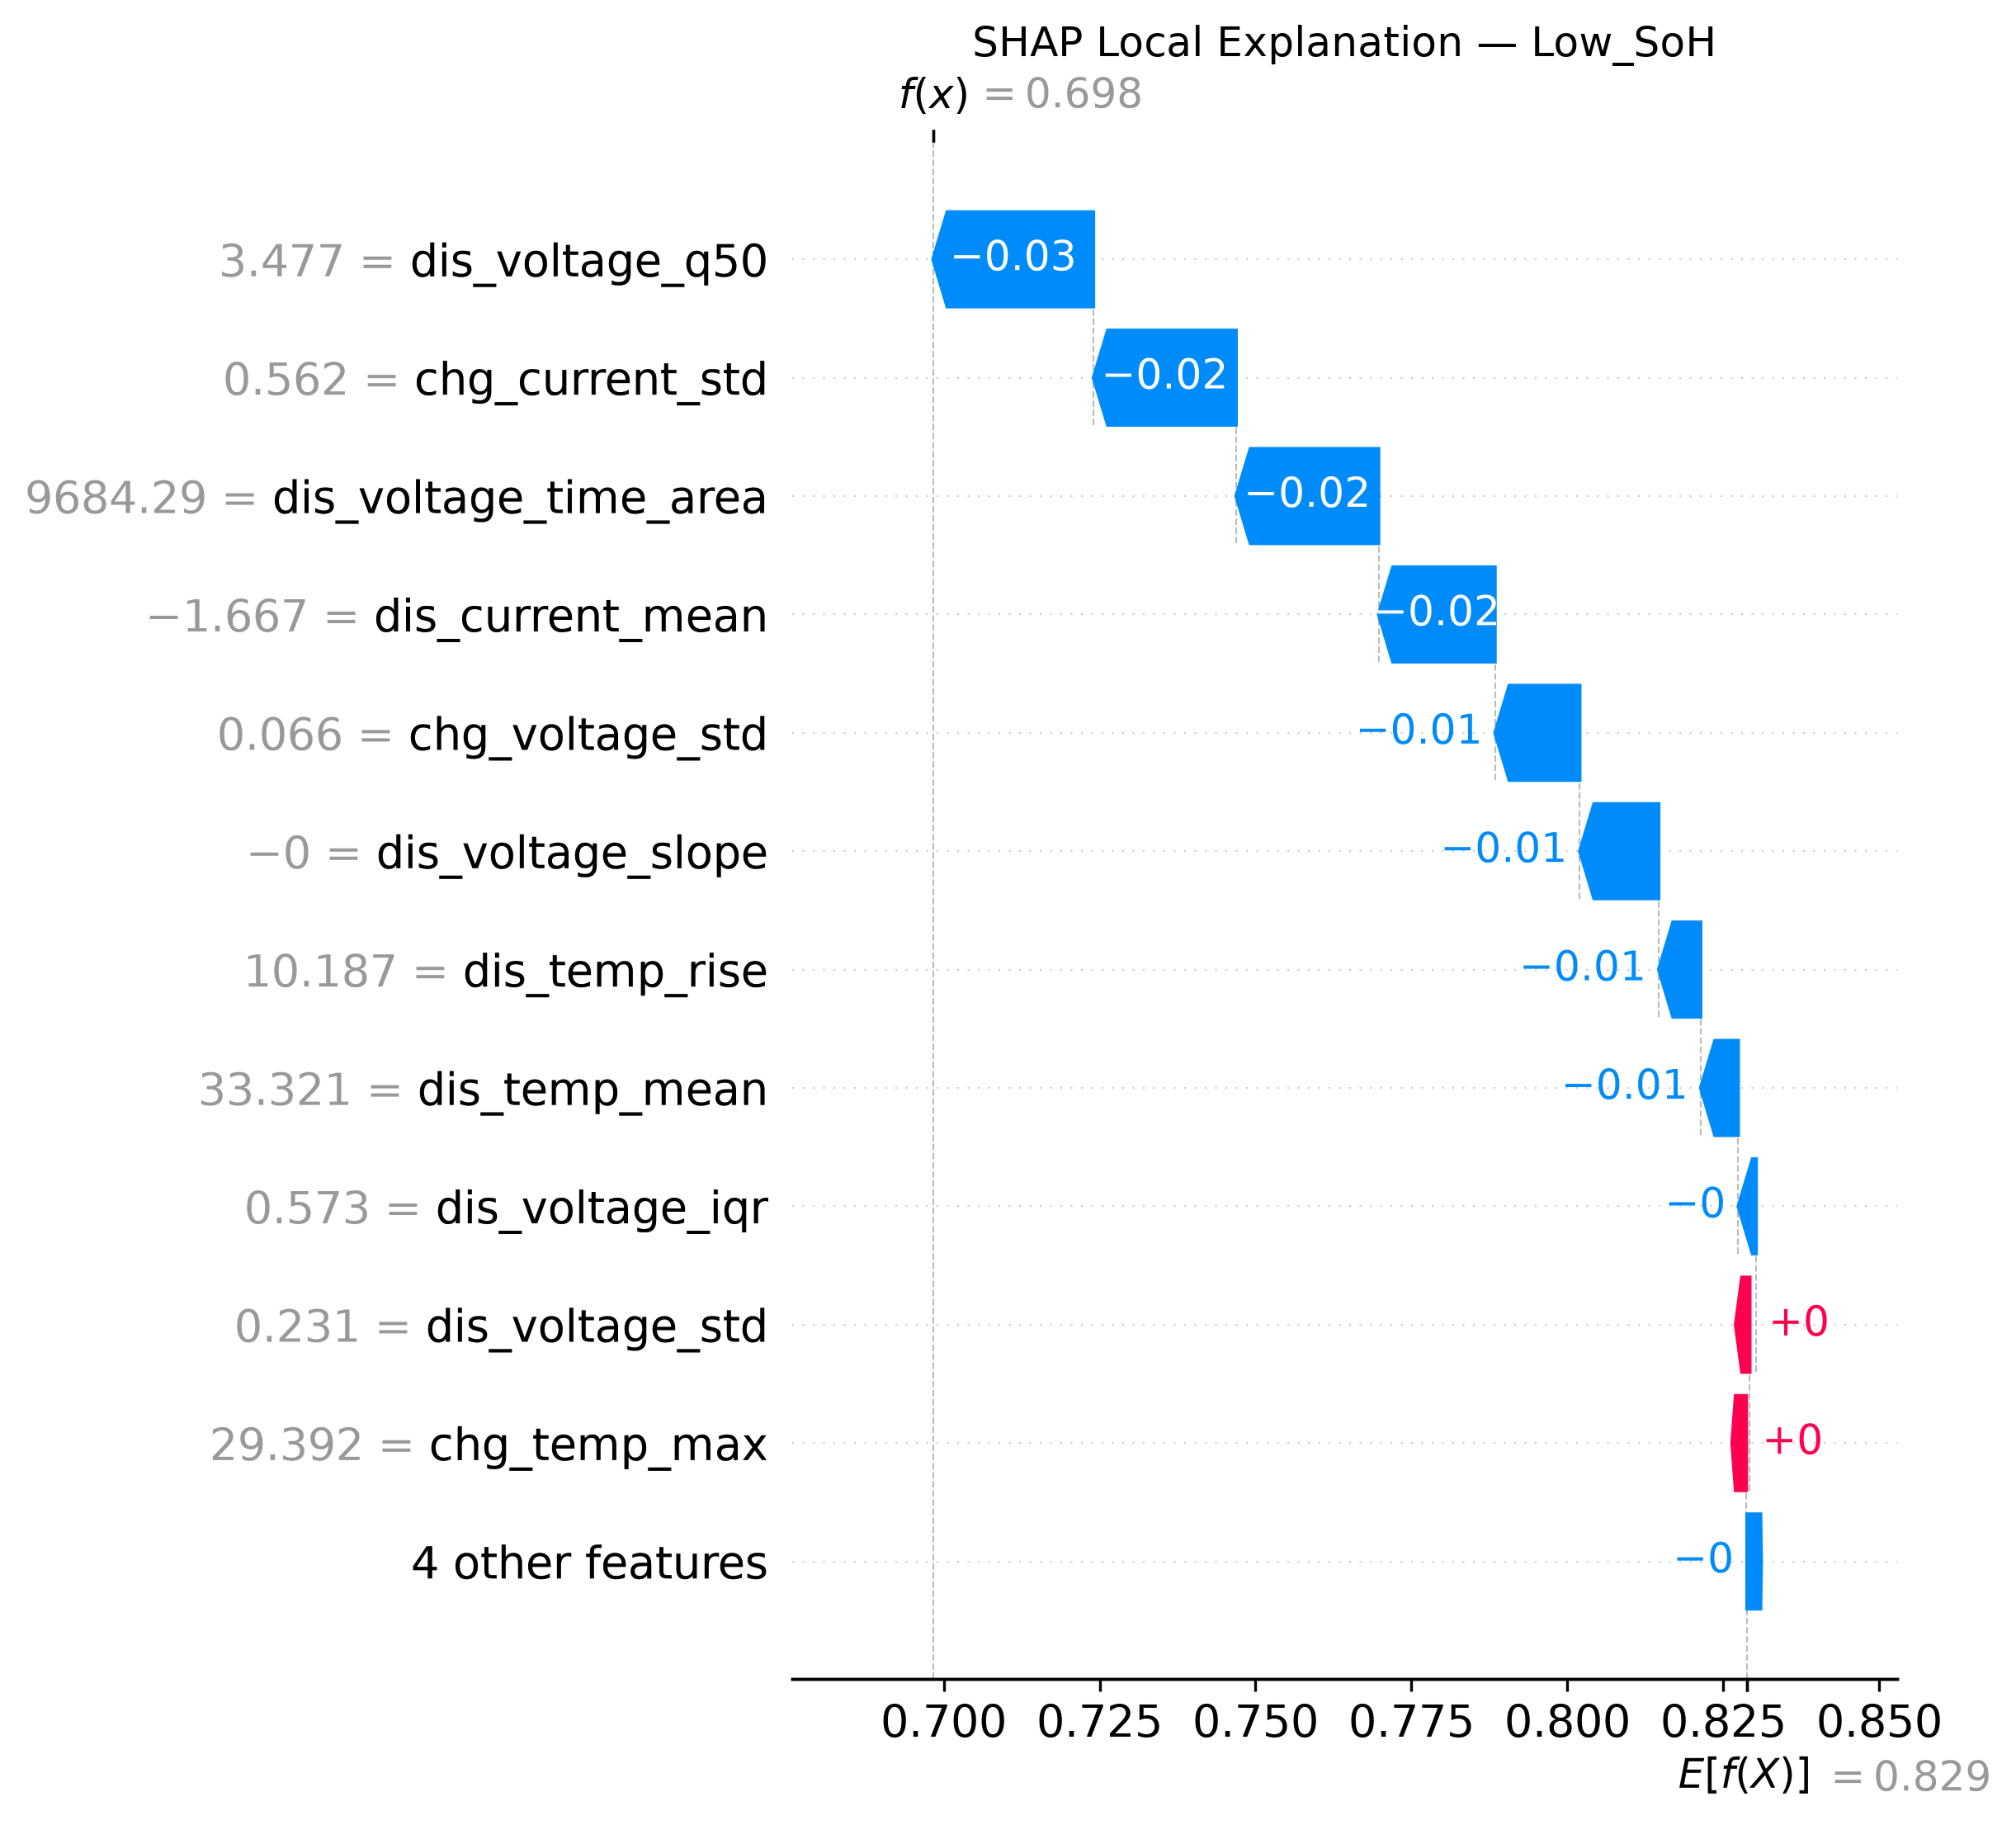 SHAP Local Explanation — Low_SoH
f(x) = 0.698
3.477 = dis_voltage_q50
−0.03
0.562 = chg_current_std
−0.02
9684.29 = dis_voltage_time_area
−0.02
−1.667 = dis_current_mean
−0.02
0.066 = chg_voltage_std
−0.01
−0 = dis_voltage_slope
−0.01
10.187 = dis_temp_rise
−0.01
33.321 = dis_temp_mean
−0.01
0.573 = dis_voltage_iqr
−0
0.231 = dis_voltage_std
+0
29.392 = chg_temp_max
+0
4 other features
−0
0.700 0.725 0.750 0.775 0.800 0.825 0.850
E[f(X)] = 0.829